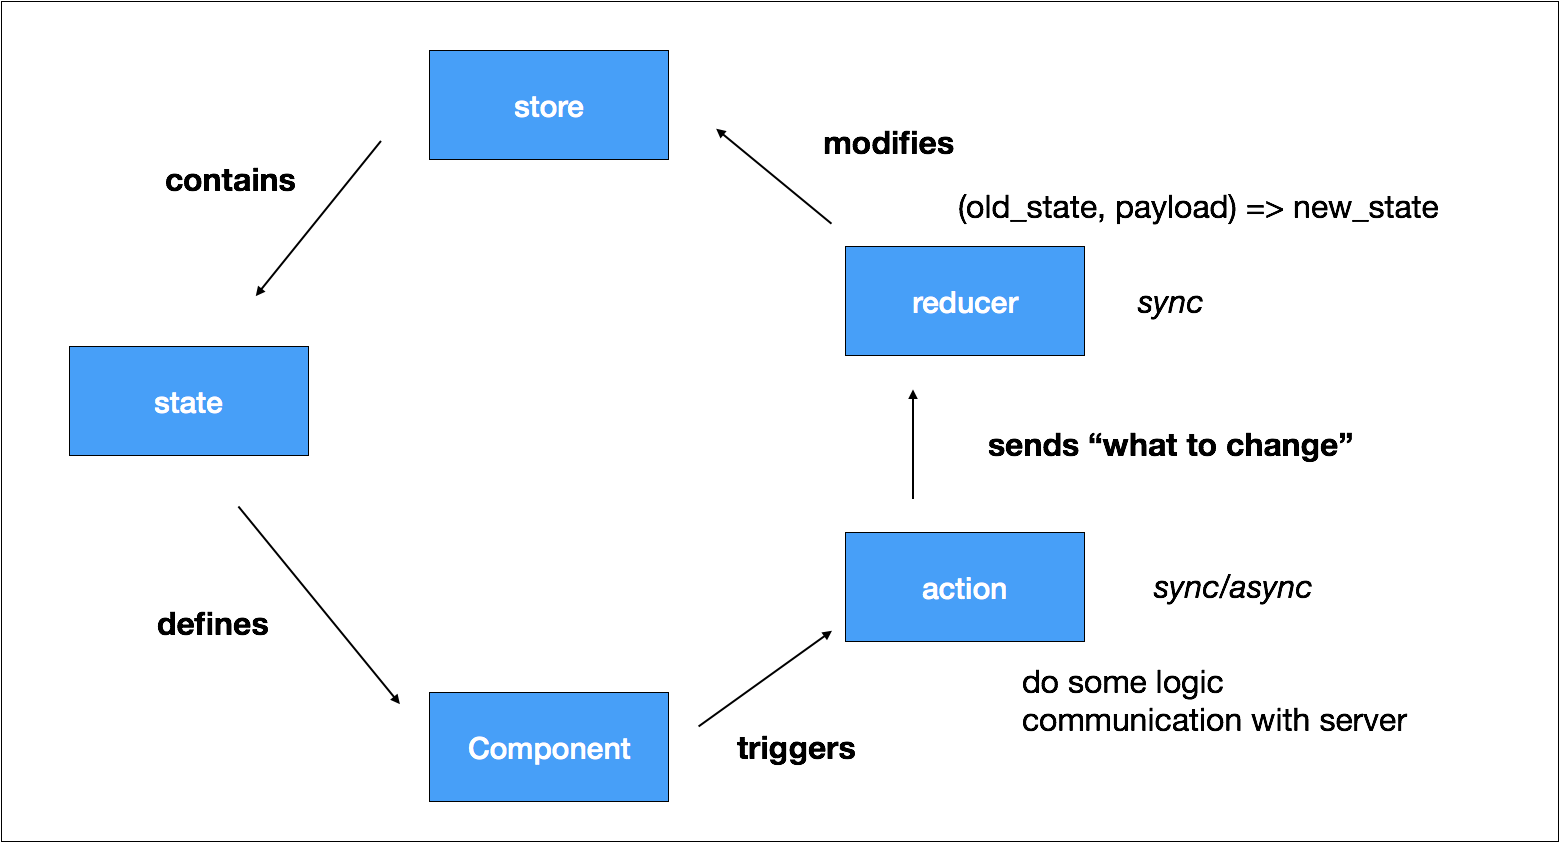 store
modifies
contains
(old_state, payload) => new_state
reducer
sync
state
sends “what to change”
action
sync/async
defines
do some logic
communication with server
Component
triggers